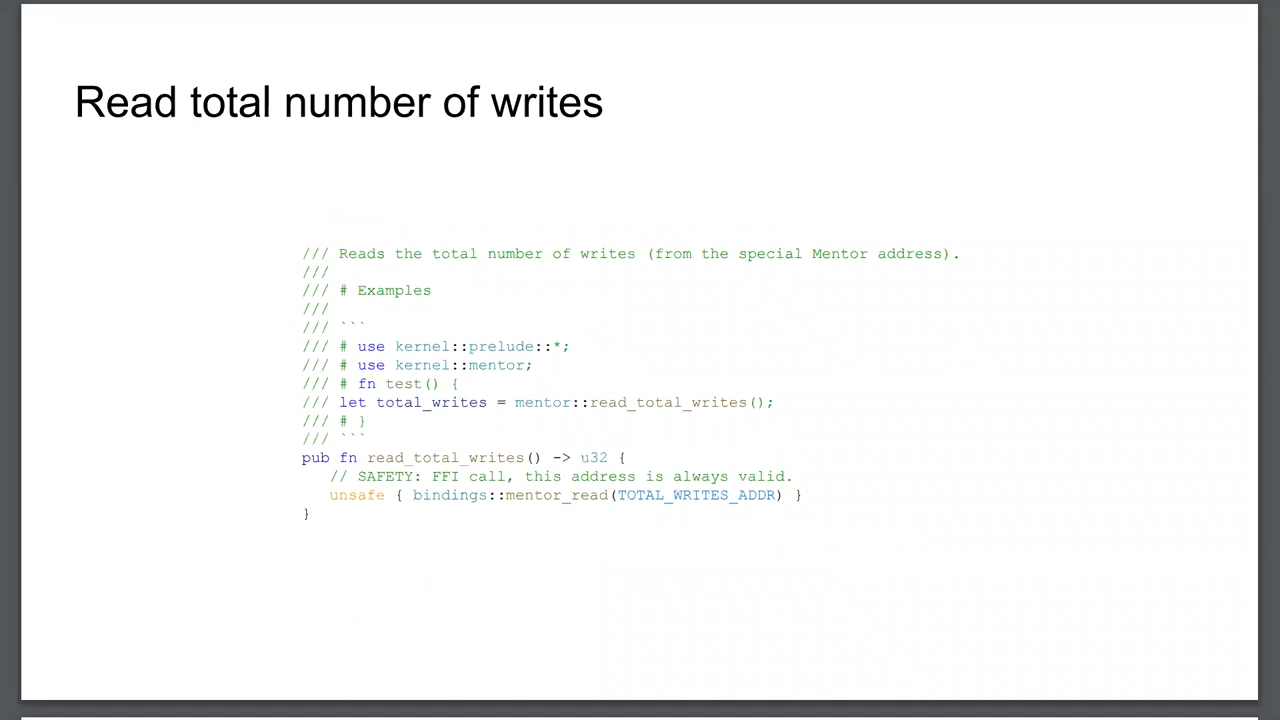 Read total number of writes
/// Reads the total number of writes (from the special Mentor address).
///
/// # Examples
///
/// ```
/// # use kernel::prelude::*;
/// # use kernel::mentor;
/// # fn test() {
/// let total_writes = mentor::read_total_writes();
/// # }
/// ```
pub fn read_total_writes() -> u32 {
   // SAFETY: FFI call, this address is always valid.
   unsafe { bindings::mentor_read(TOTAL_WRITES_ADDR) }
}